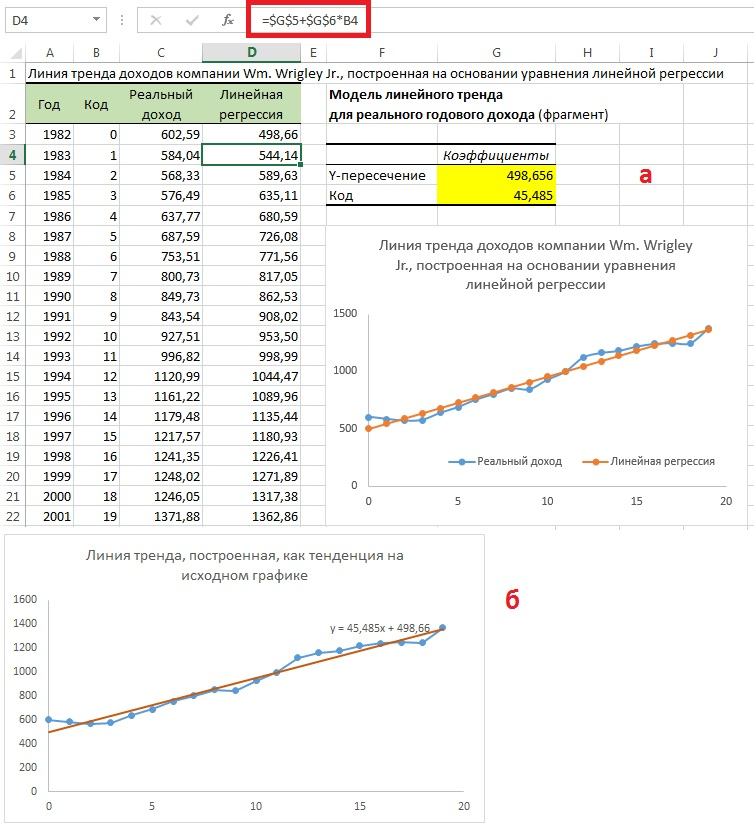 D4 fx =$G$5+$G$6*B4
A B C D E F G H I J
1 Линия тренда доходов компании Wm. Wrigley Jr., построенная на основании уравнения линейной регрессии
2 Год Код Реальный доход Линейная регрессия Модель линейного тренда
для реального годового дохода (фрагмент)
3 1982 0 602,59 498,66
4 1983 1 584,04 544,14 Коэффициенты
5 1984 2 568,33 589,63 Y-пересечение 498,656 а
6 1985 3 576,49 635,11 Код 45,485
7 1986 4 637,77 680,59
8 1987 5 687,59 726,08
9 1988 6 753,51 771,56
10 1989 7 800,73 817,05
11 1990 8 849,73 862,53
12 1991 9 843,54 908,02
13 1992 10 927,51 953,50
14 1993 11 996,82 998,99
15 1994 12 1120,99 1044,47
16 1995 13 1161,22 1089,96
17 1996 14 1179,48 1135,44
18 1997 15 1217,57 1180,93
19 1998 16 1241,35 1226,41
20 1999 17 1248,02 1271,89
21 2000 18 1246,05 1317,38
22 2001 19 1371,88 1362,86
Линия тренда доходов компании Wm. Wrigley
Jr., построенная на основании уравнения
линейной регрессии
1500
1000
500
0
Реальный доход Линейная регрессия
0 5 10 15 20
Линия тренда, построенная, как тенденция на
исходном графике
б
1600
1400
1200
1000
800
600
400
200
0
y = 45,485x + 498,66
0 5 10 15 20